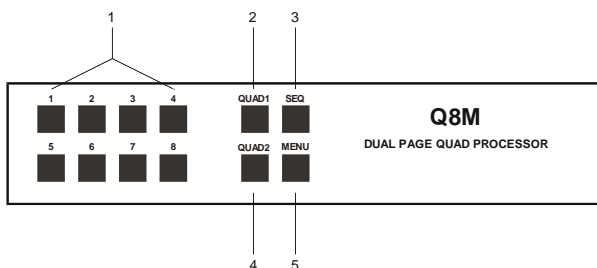 1 2 3
1 2 3 4 QUAD1 SEQ
Q8M
DUAL PAGE QUAD PROCESSOR
5 6 7 8 QUAD2 MENU
4 5